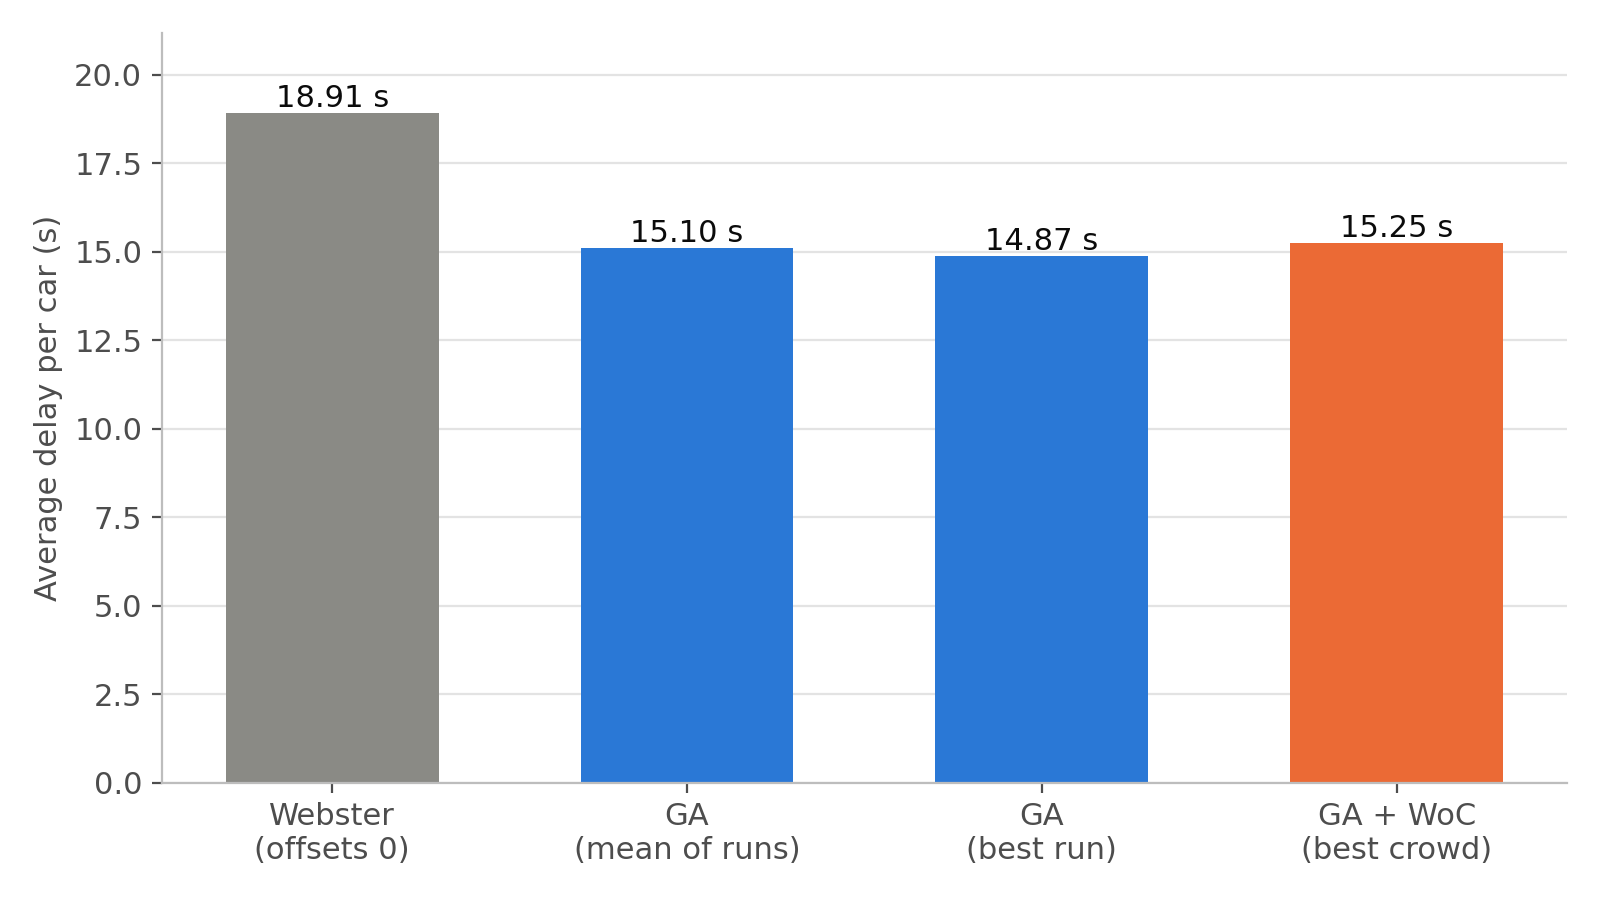 Average delay per car (s)
20.0
17.5
15.0
12.5
10.0
7.5
5.0
2.5
0.0
18.91 s
15.10 s
14.87 s
15.25 s
Webster
(offsets 0)
GA
(mean of runs)
GA
(best run)
GA + WoC
(best crowd)